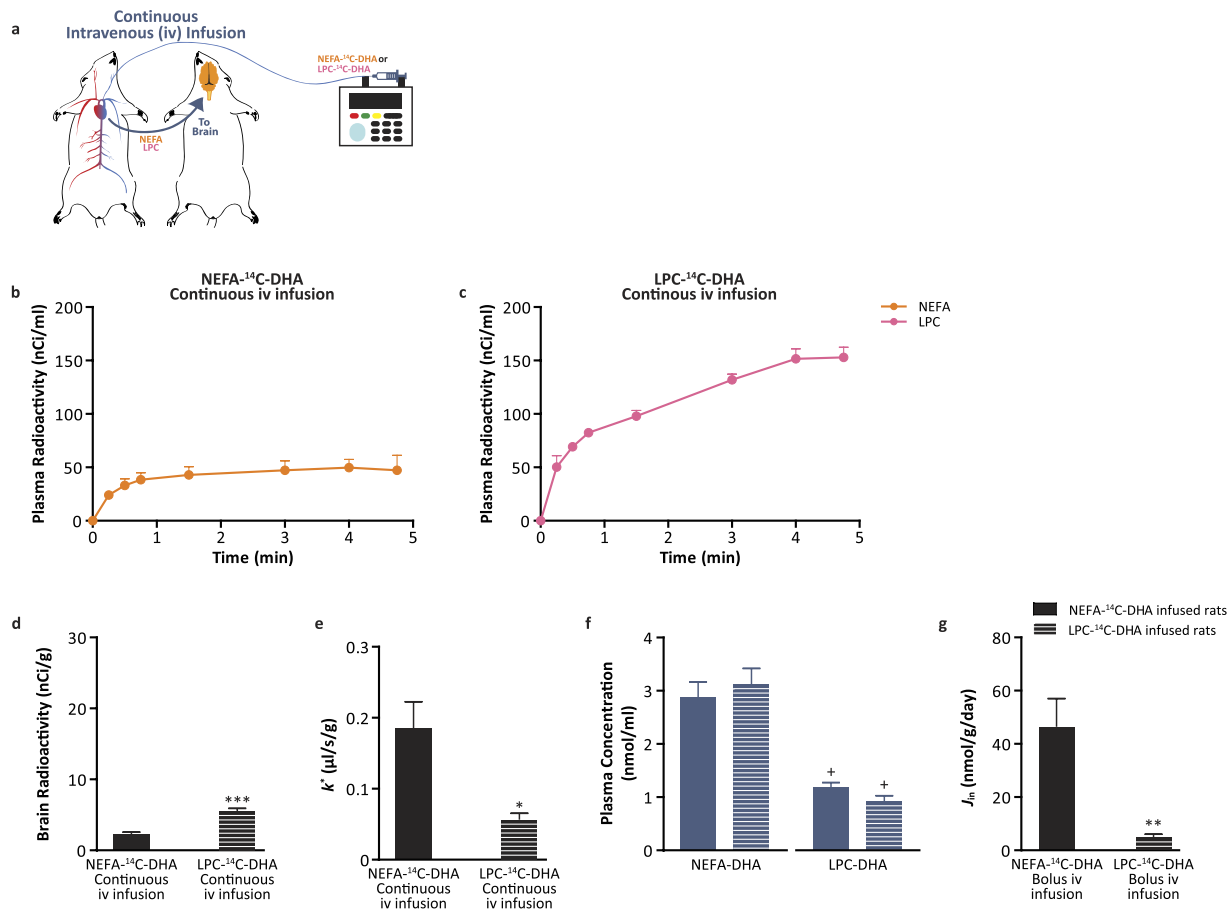 a
Continuous
Intravenous (iv) Infusion
NEFA-¹⁴C-DHA or
LPC-¹⁴C-DHA
To
Brain
NEFA
LPC
b
NEFA-¹⁴C-DHA
Continuous iv infusion
Plasma Radioactivity (nCi/ml)
200
150
100
50
0
0 1 2 3 4 5
Time (min)
c
LPC-¹⁴C-DHA
Continous iv infusion
Plasma Radioactivity (nCi/ml)
200
150
100
50
0
0 1 2 3 4 5
Time (min)
NEFA
LPC
d
Brain Radioactivity (nCi/g)
30
20
10
0
***
NEFA-¹⁴C-DHA
Continuous
iv infusion
LPC-¹⁴C-DHA
Continuous
iv infusion
e
k* (µl/s/g)
0.3
0.2
0.1
0
*
NEFA-¹⁴C-DHA
Continuous
iv infusion
LPC-¹⁴C-DHA
Continuous
iv infusion
f
Plasma Concentration
(nmol/ml)
4
3
2
1
0
+
+
NEFA-DHA
LPC-DHA
NEFA-¹⁴C-DHA infused rats
LPC-¹⁴C-DHA infused rats
g
Jin (nmol/g/day)
80
60
40
20
0
**
NEFA-¹⁴C-DHA
Bolus iv
infusion
LPC-¹⁴C-DHA
Bolus iv
infusion